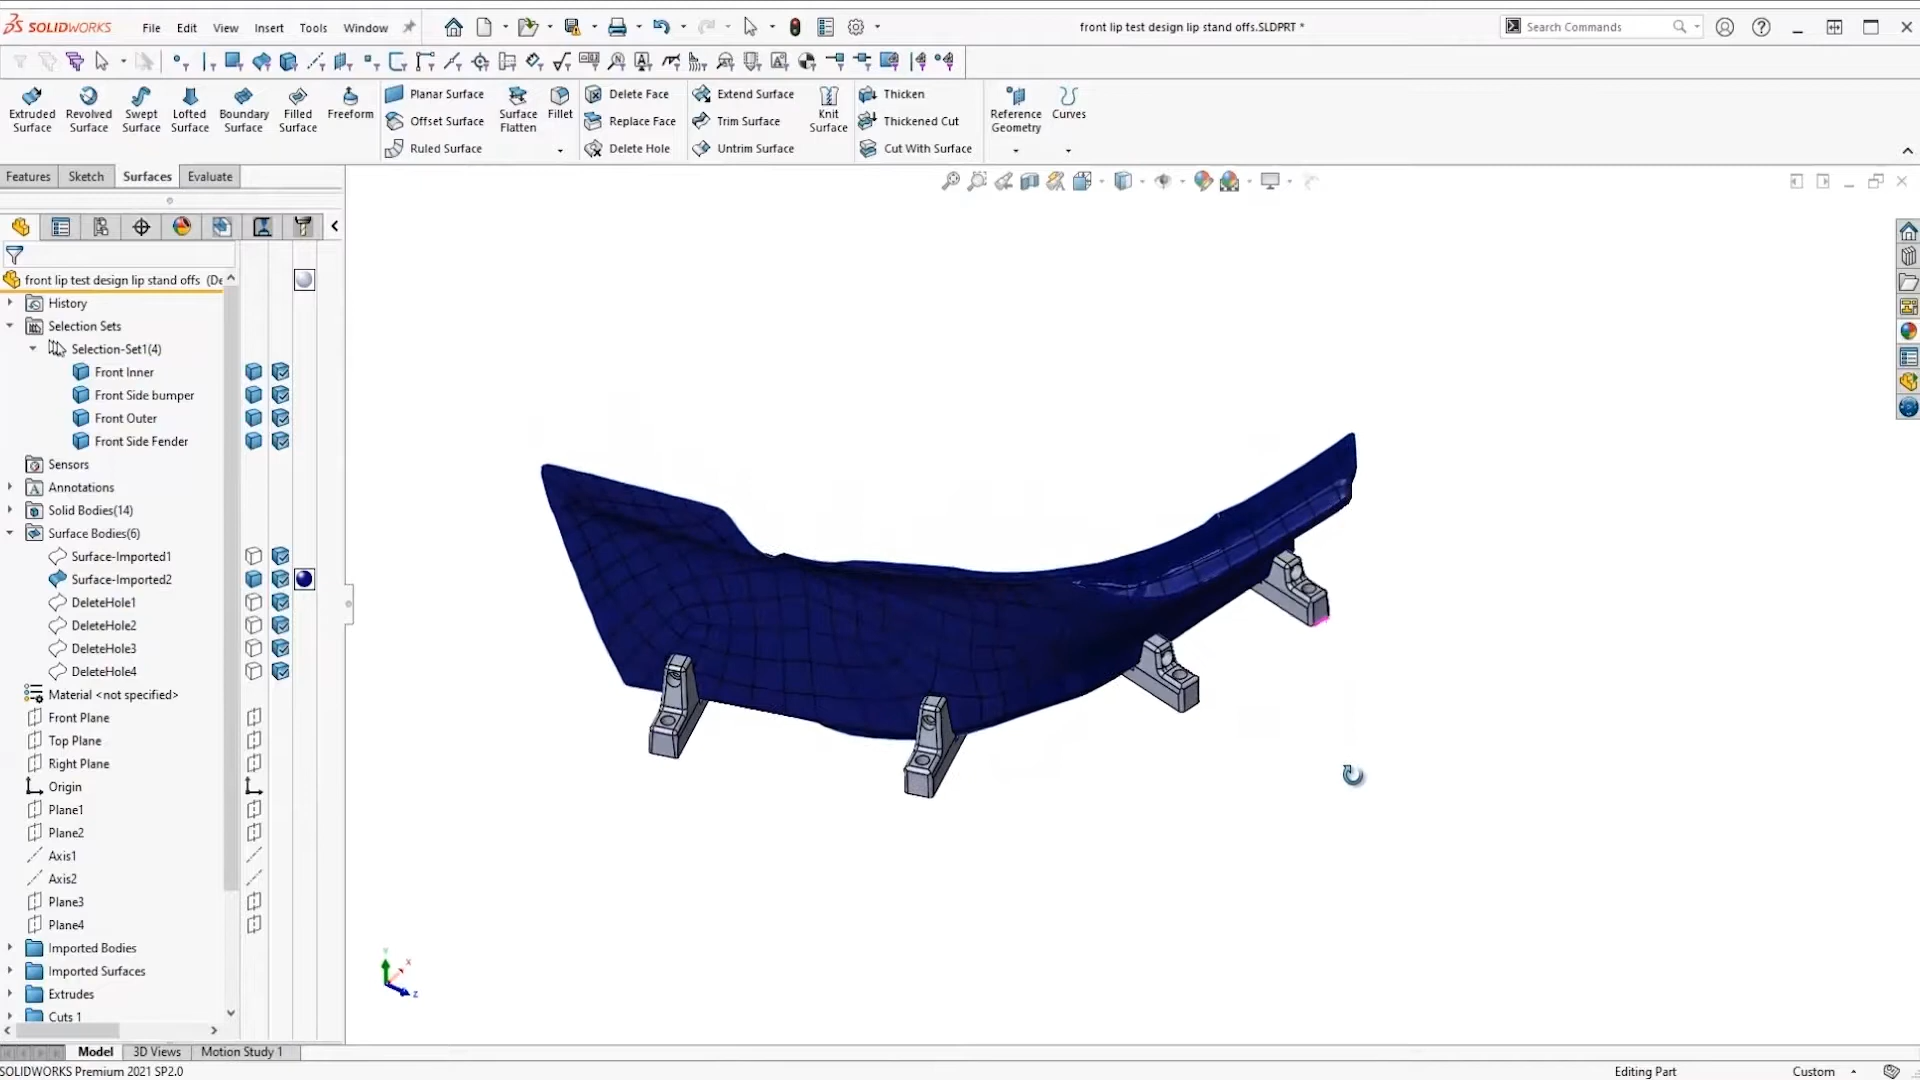 SOLIDWORKS File Edit View Insert Tools Window front lip test design lip stand offs.SLDPRT * Search Commands
Extruded Surface
Revolved Surface
Swept Surface
Lofted Surface
Boundary Surface
Filled Surface
Freeform
Planar Surface
Offset Surface
Ruled Surface
Surface Flatten
Fillet
Delete Face
Replace Face
Delete Hole
Extend Surface
Trim Surface
Untrim Surface
Knit Surface
Thicken
Thickened Cut
Cut With Surface
Reference Geometry
Curves
Features Sketch Surfaces Evaluate
front lip test design lip stand offs (De
History
Selection Sets
Selection-Set1(4)
Front Inner
Front Side bumper
Front Outer
Front Side Fender
Sensors
Annotations
Solid Bodies(14)
Surface Bodies(6)
Surface-Imported1
Surface-Imported2
DeleteHole1
DeleteHole2
DeleteHole3
DeleteHole4
Material <not specified>
Front Plane
Top Plane
Right Plane
Origin
Plane1
Plane2
Axis1
Axis2
Plane3
Plane4
Imported Bodies
Imported Surfaces
Extrudes
Cuts 1
Y
X
Z
Model 3D Views Motion Study 1
SOLIDWORKS Premium 2021 SP2.0 Editing Part Custom